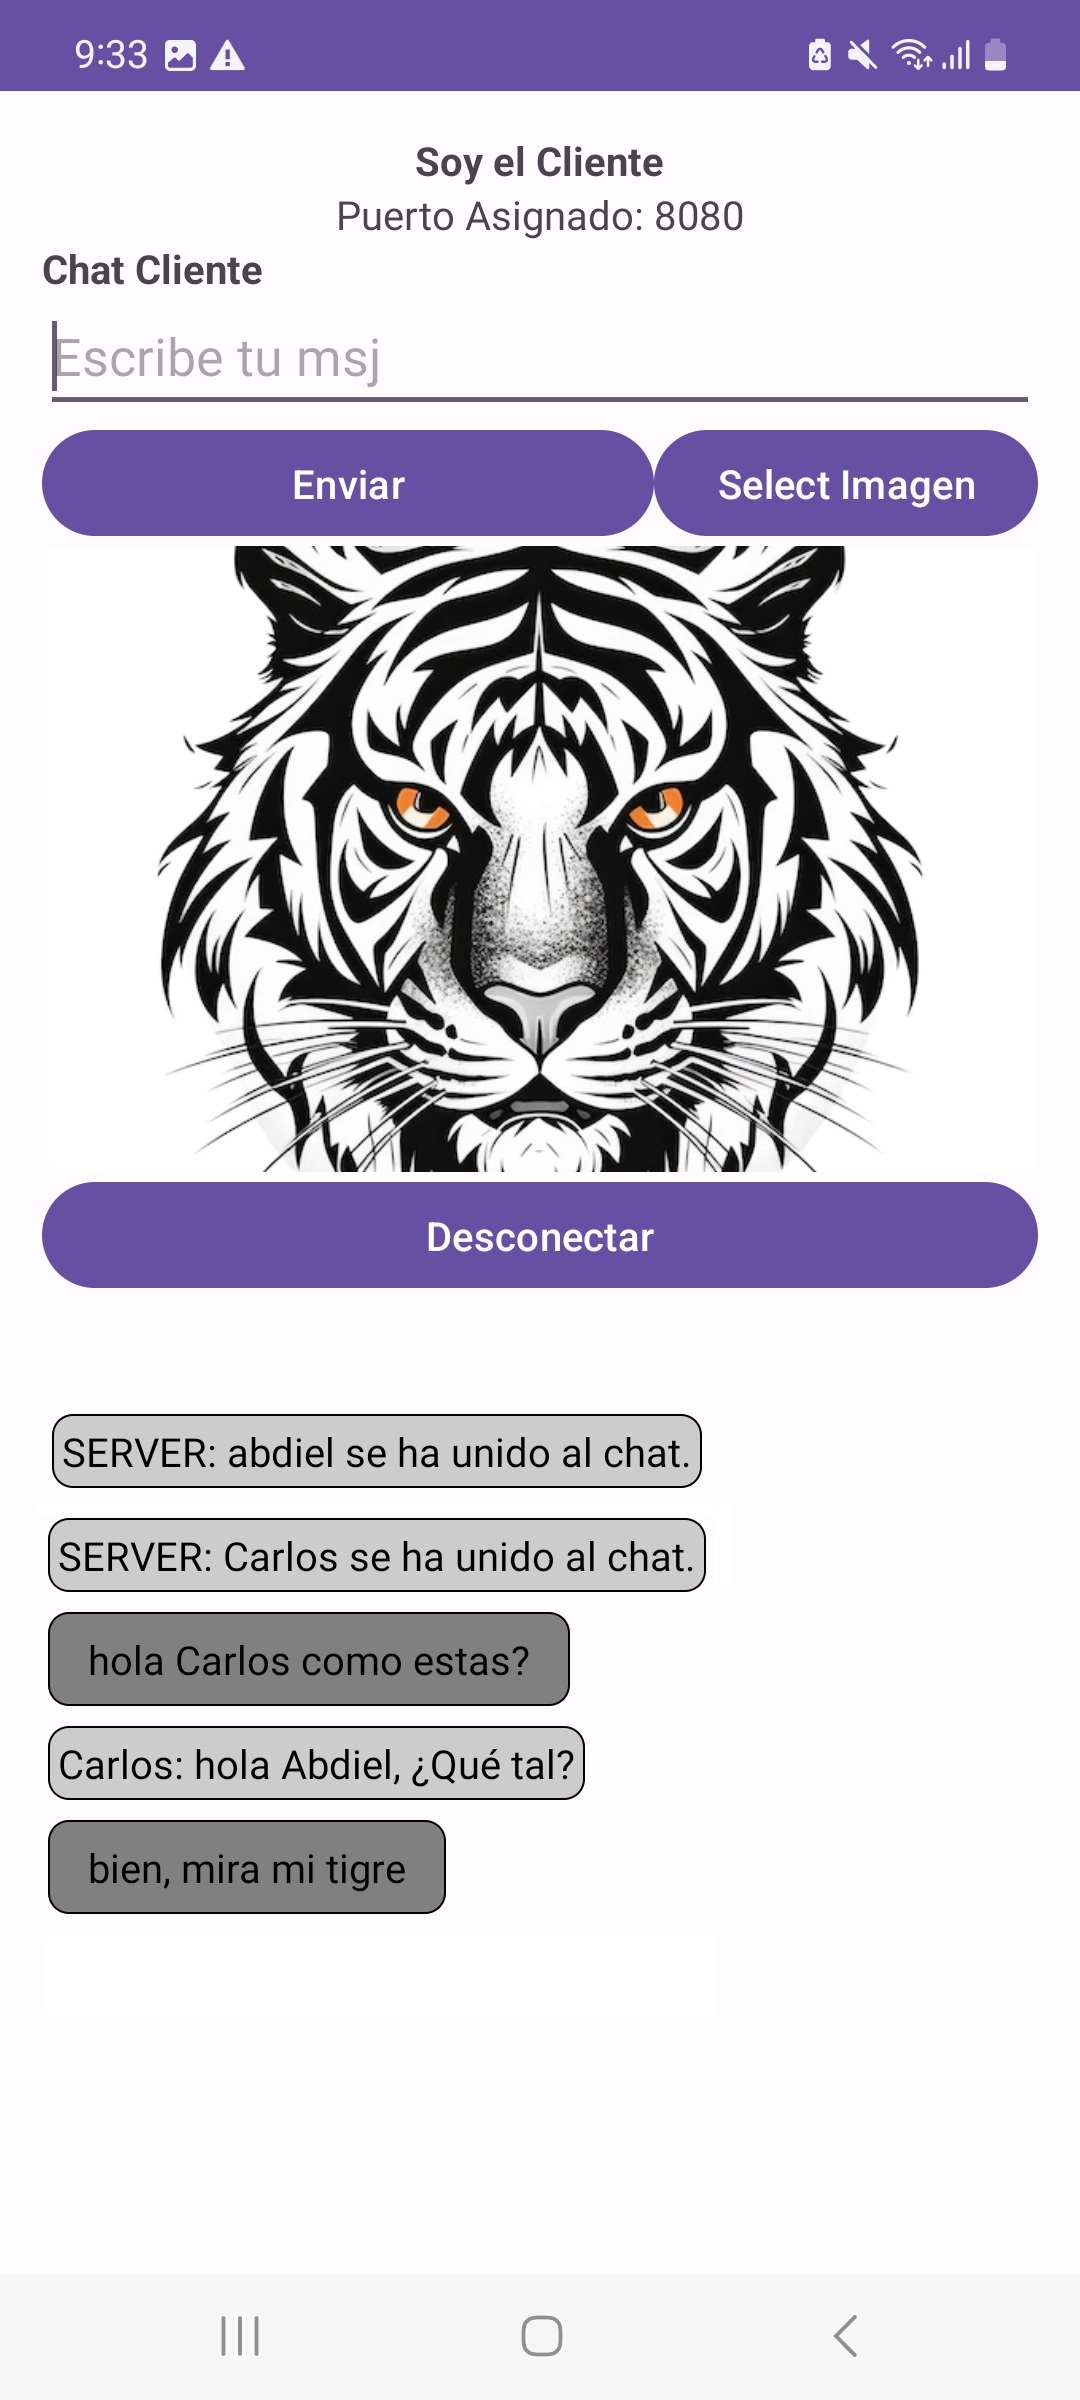 9:33
Soy el Cliente
Puerto Asignado: 8080
Chat Cliente
Escribe tu msj
Enviar
Select Imagen
Desconectar
SERVER: abdiel se ha unido al chat.
SERVER: Carlos se ha unido al chat.
hola Carlos como estas?
Carlos: hola Abdiel, ¿Qué tal?
bien, mira mi tigre